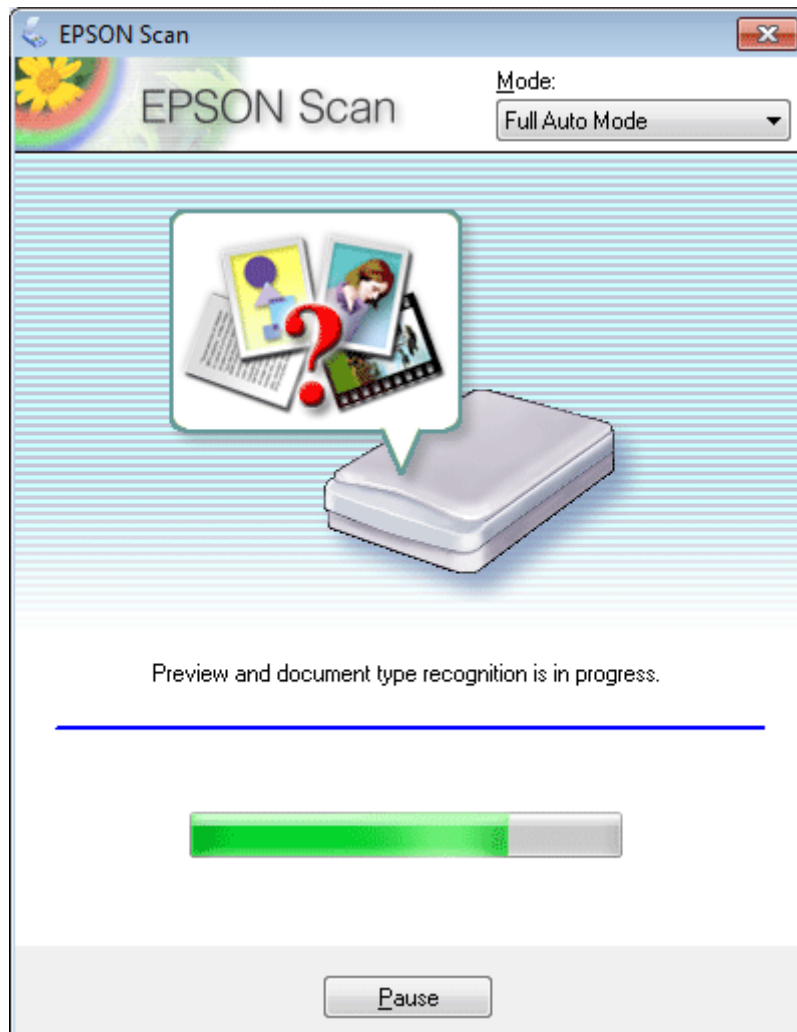 EPSON Scan
EPSON Scan
Mode:
Full Auto Mode
Preview and document type recognition is in progress.
Pause